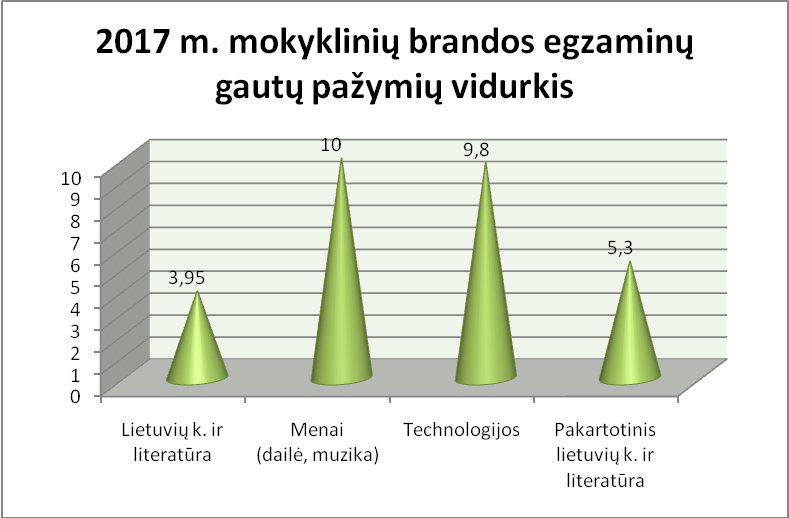 2017 m. mokyklinių brandos egzaminų
gautų pažymių vidurkis
10
9
8
7
6
5
4
3
2
1
0
3,95
10
9,8
5,3
Lietuvių k. ir
literatūra
Menai
(dailė, muzika)
Technologijos
Pakartotinis
lietuvių k. ir
literatūra